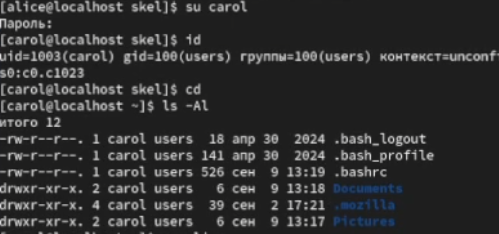 [alice@localhost skel]$ su carol
Пароль:
[carol@localhost skel]$ id
uid=1003(carol) gid=100(users) группы=100(users) контекст=unconf
s0:c0.c1023
[carol@localhost skel]$ cd
[carol@localhost ~]$ ls -Al
итого 12
-rw-r--r--. 1 carol users  18 апр 30  2024 .bash_logout
-rw-r--r--. 1 carol users 141 апр 30  2024 .bash_profile
-rw-r--r--. 1 carol users 526 сен  9 13:19 .bashrc
drwxr-xr-x. 2 carol users   6 сен  9 13:18 Documents
drwxr-xr-x. 4 carol users  39 сен  2 17:21 .mozilla
drwxr-xr-x. 2 carol users   6 сен  9 13:17 Pictures